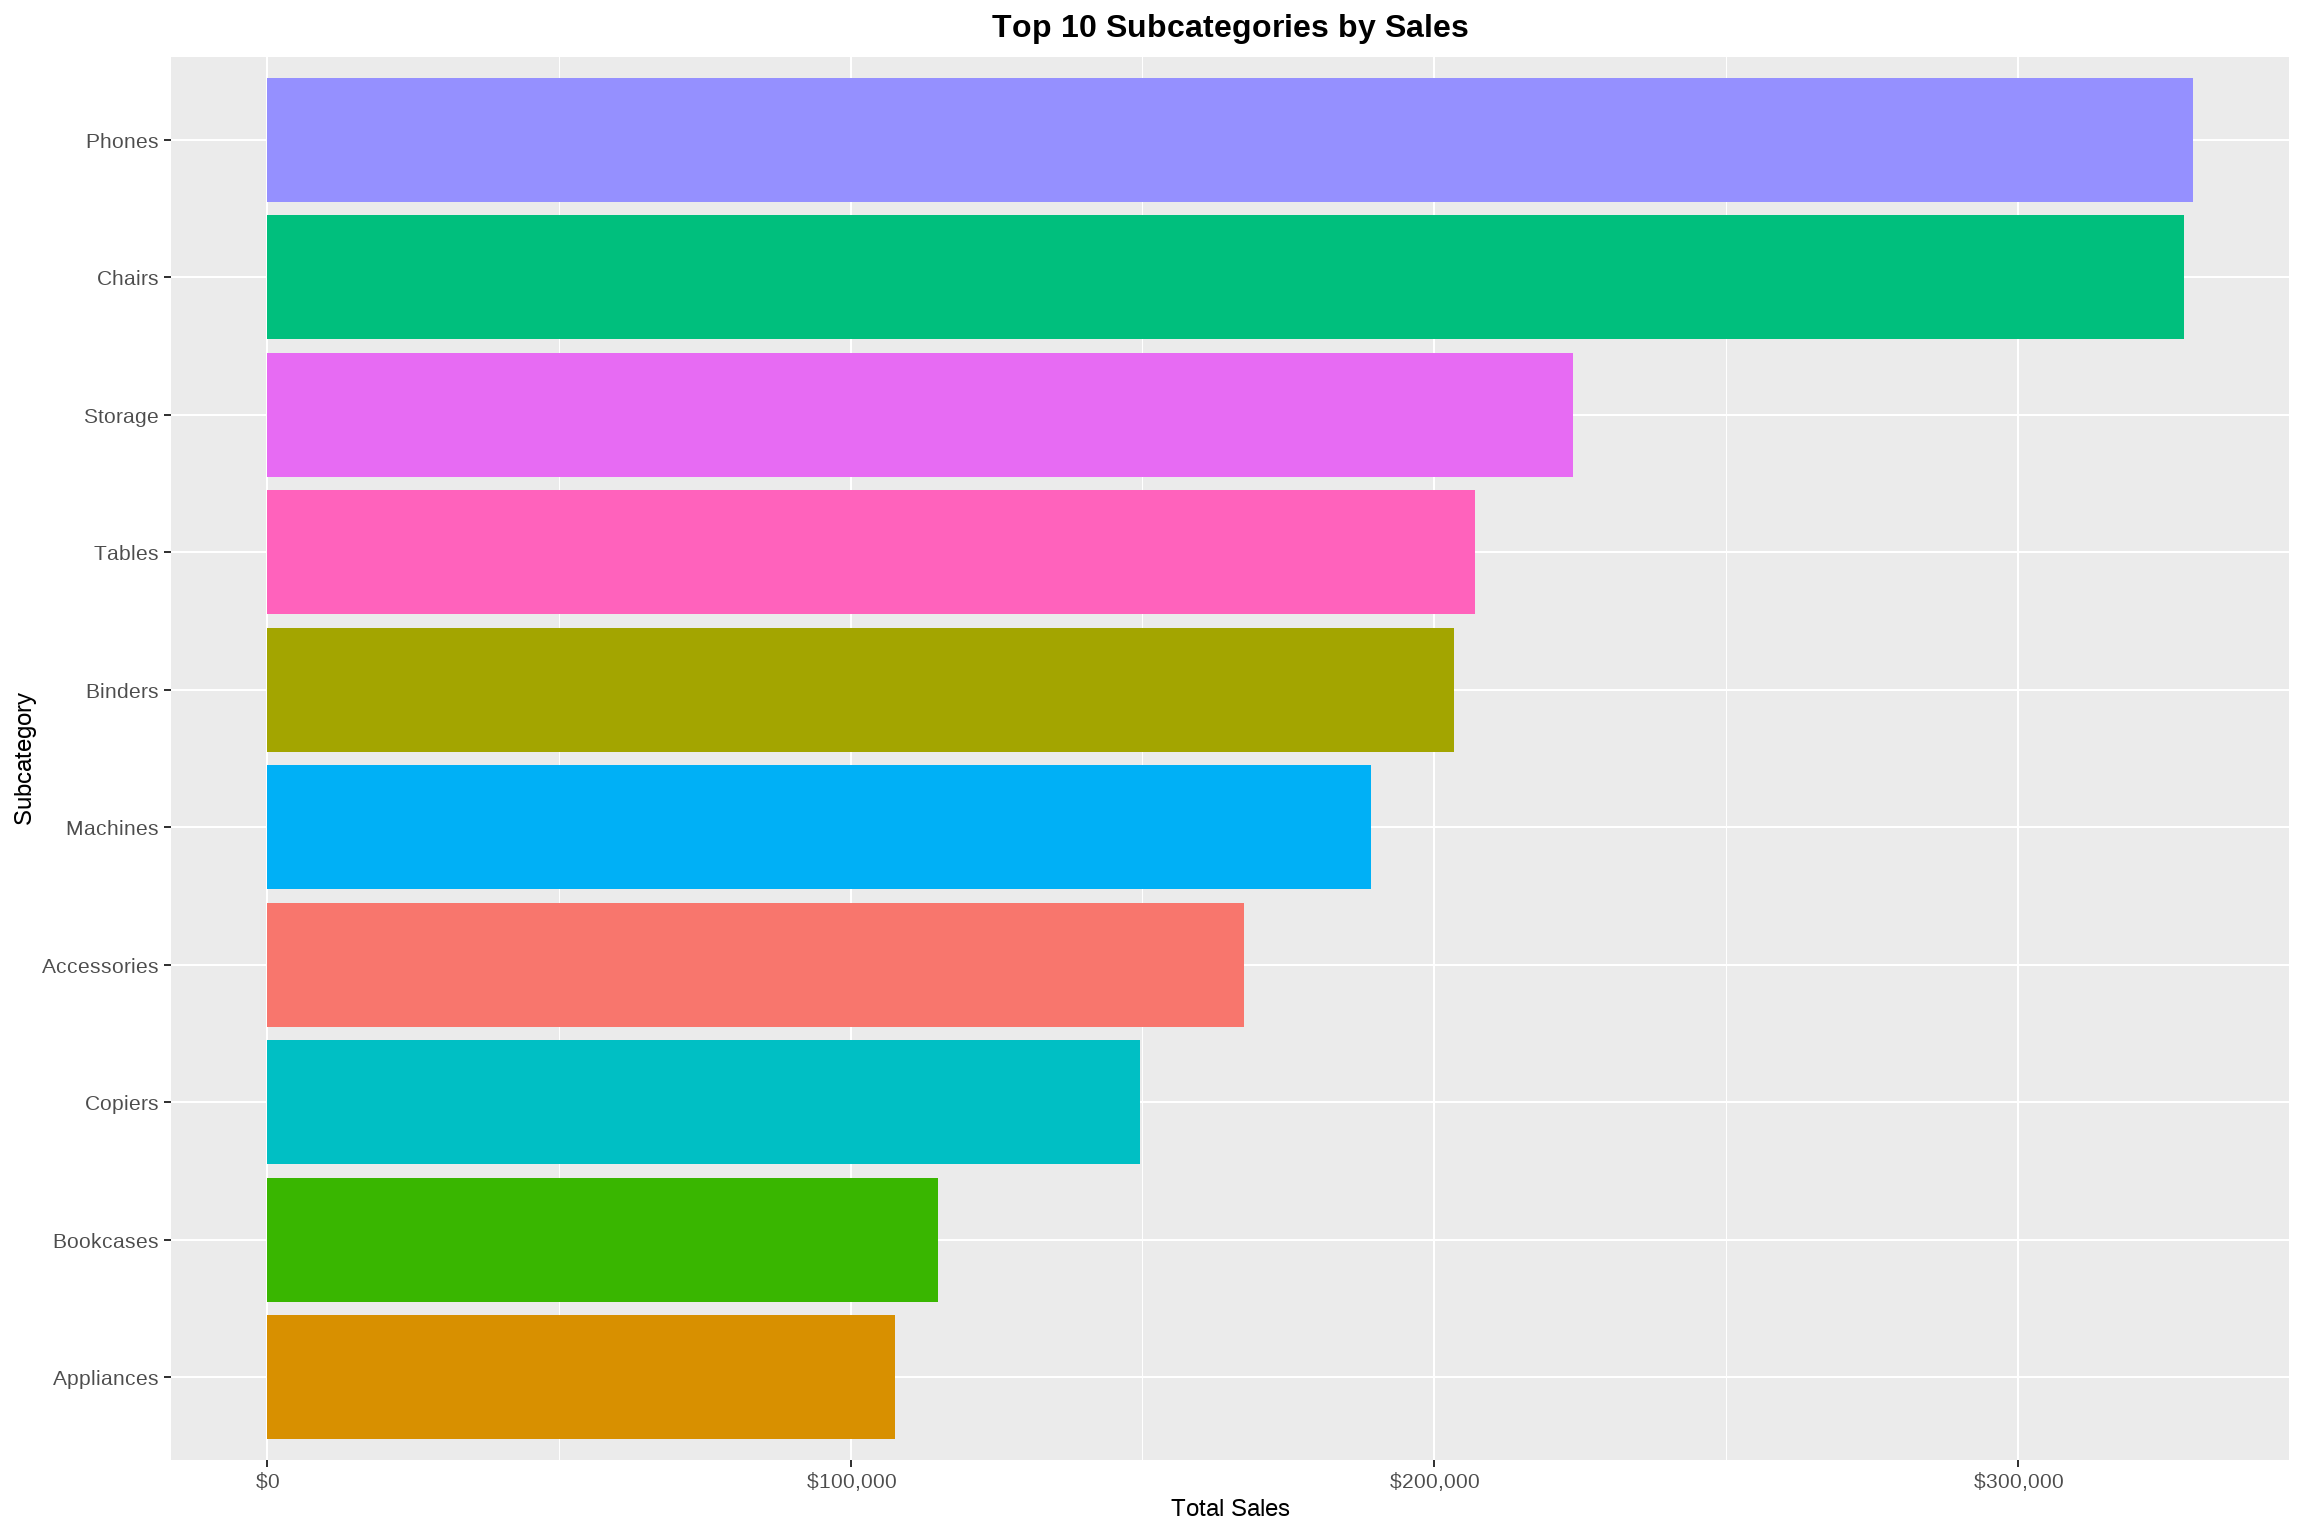 Top 10 Subcategories by Sales
Subcategory
Phones
Chairs
Storage
Tables
Binders
Machines
Accessories
Copiers
Bookcases
Appliances
$0 $100,000 $200,000 $300,000
Total Sales